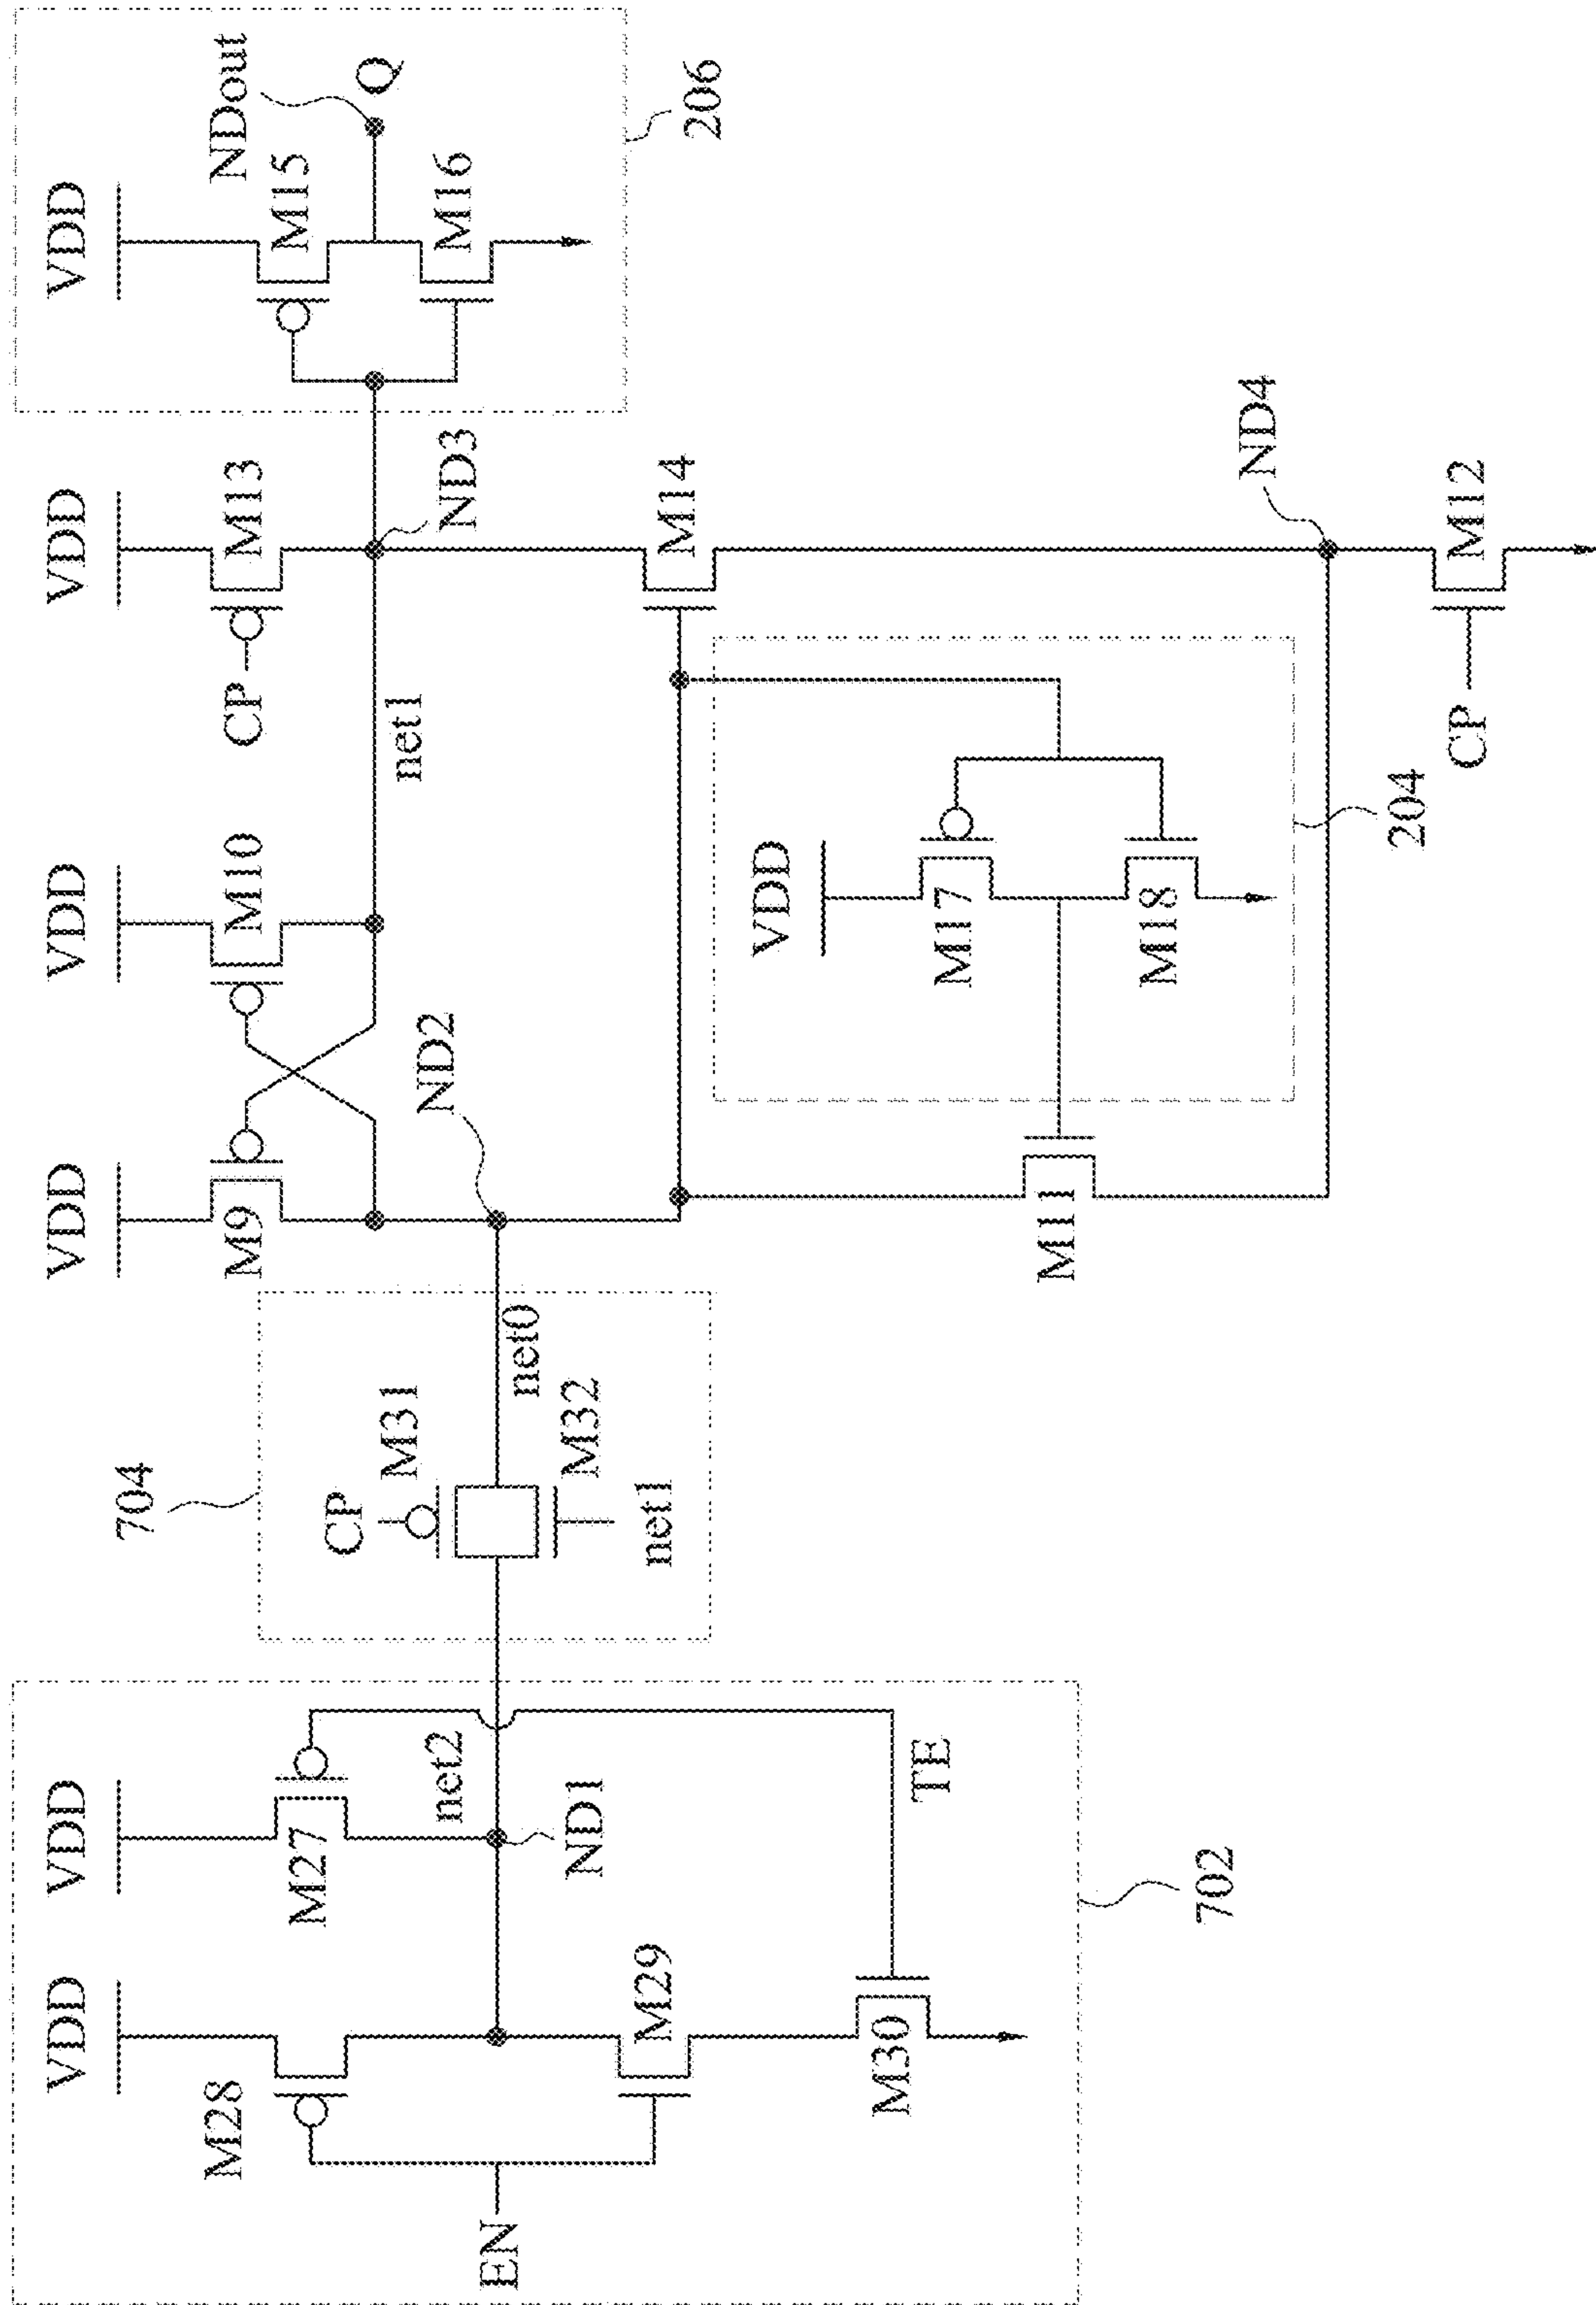 VDD
VDD
VDD
VDD
VDD
VDD
M28
M27
EN
net2
ND1
M29
M30
TE
702
704
CP
M31
net0
M32
net1
M9
M10
ND2
CP
M13
net1
ND3
M14
M11
VDD
M17
M18
204
ND4
CP
M12
NDout
M15
Q
M16
206